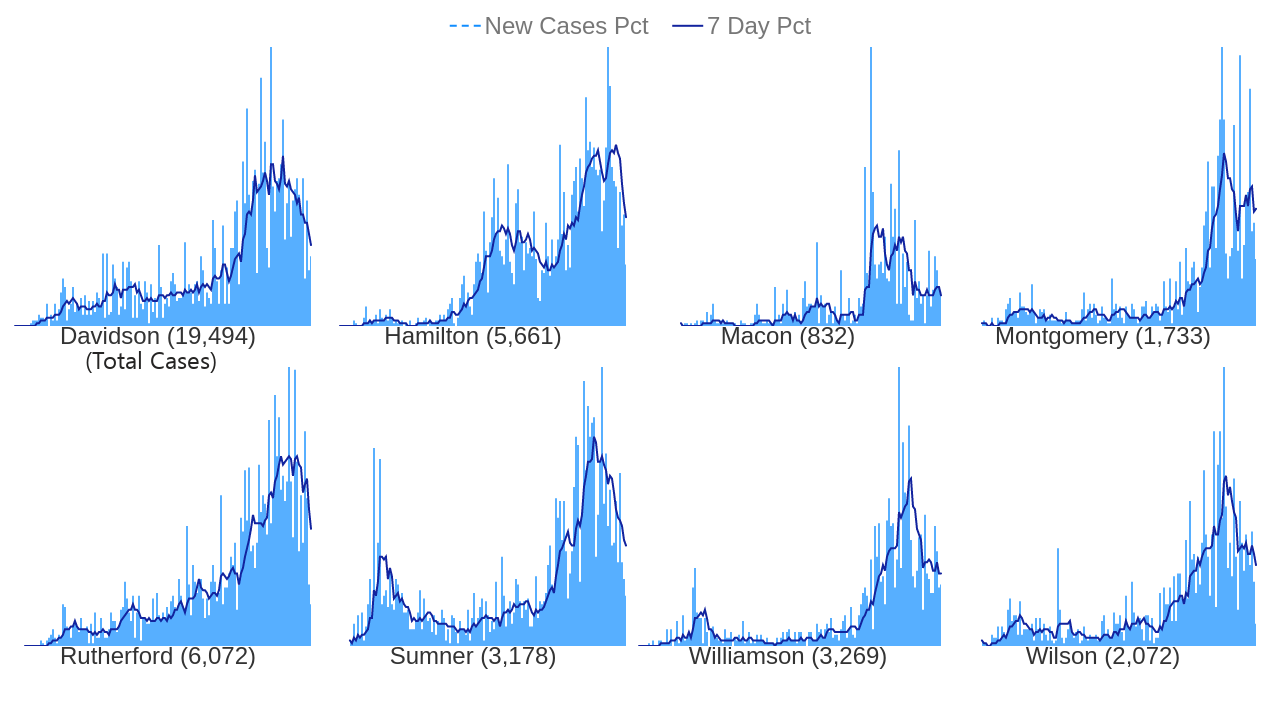 New Cases Pct 7 Day Pct
Davidson (19,494) Hamilton (5,661) Macon (832) Montgomery (1,733)
(Total Cases)
Rutherford (6,072) Sumner (3,178) Williamson (3,269) Wilson (2,072)